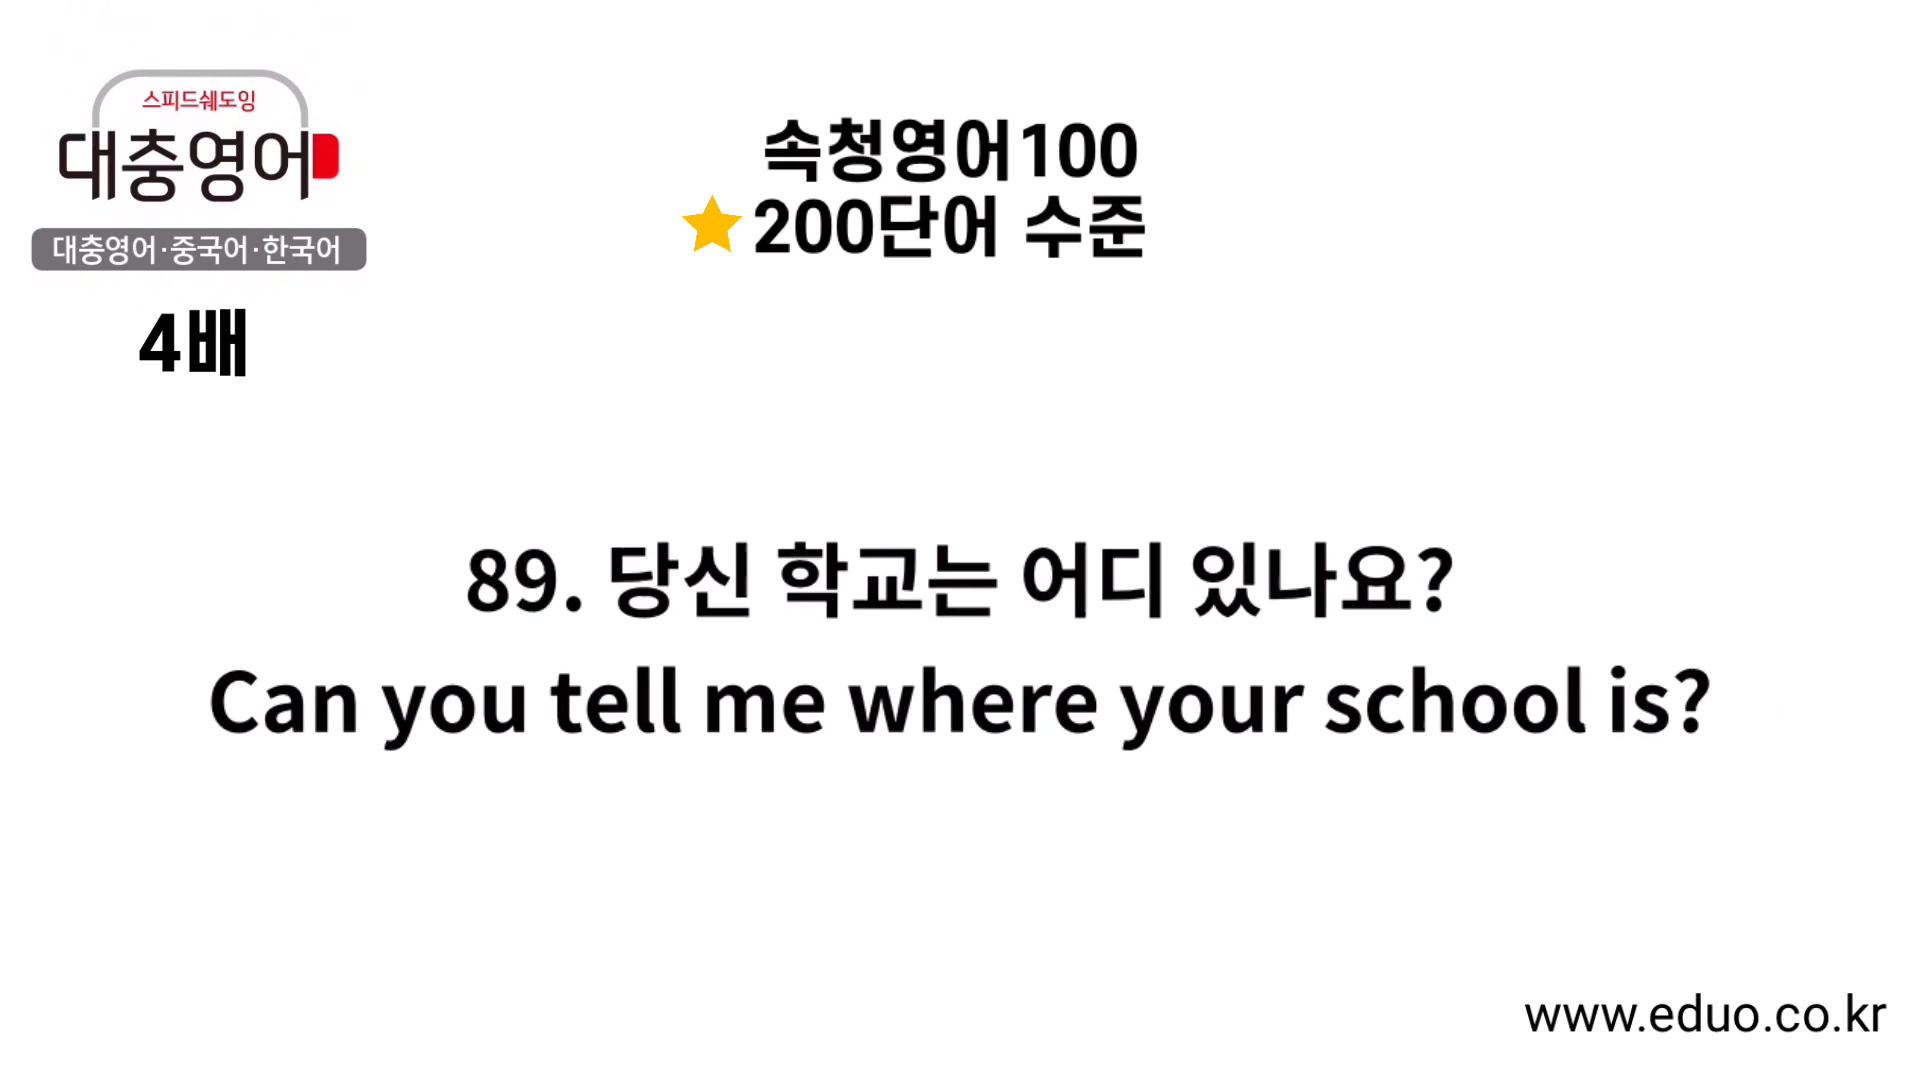 스피드쉐도잉
대충영어
대충영어·중국어·한국어
4배
속청영어100
200단어 수준
89. 당신 학교는 어디 있나요?
Can you tell me where your school is?
www.eduo.co.kr